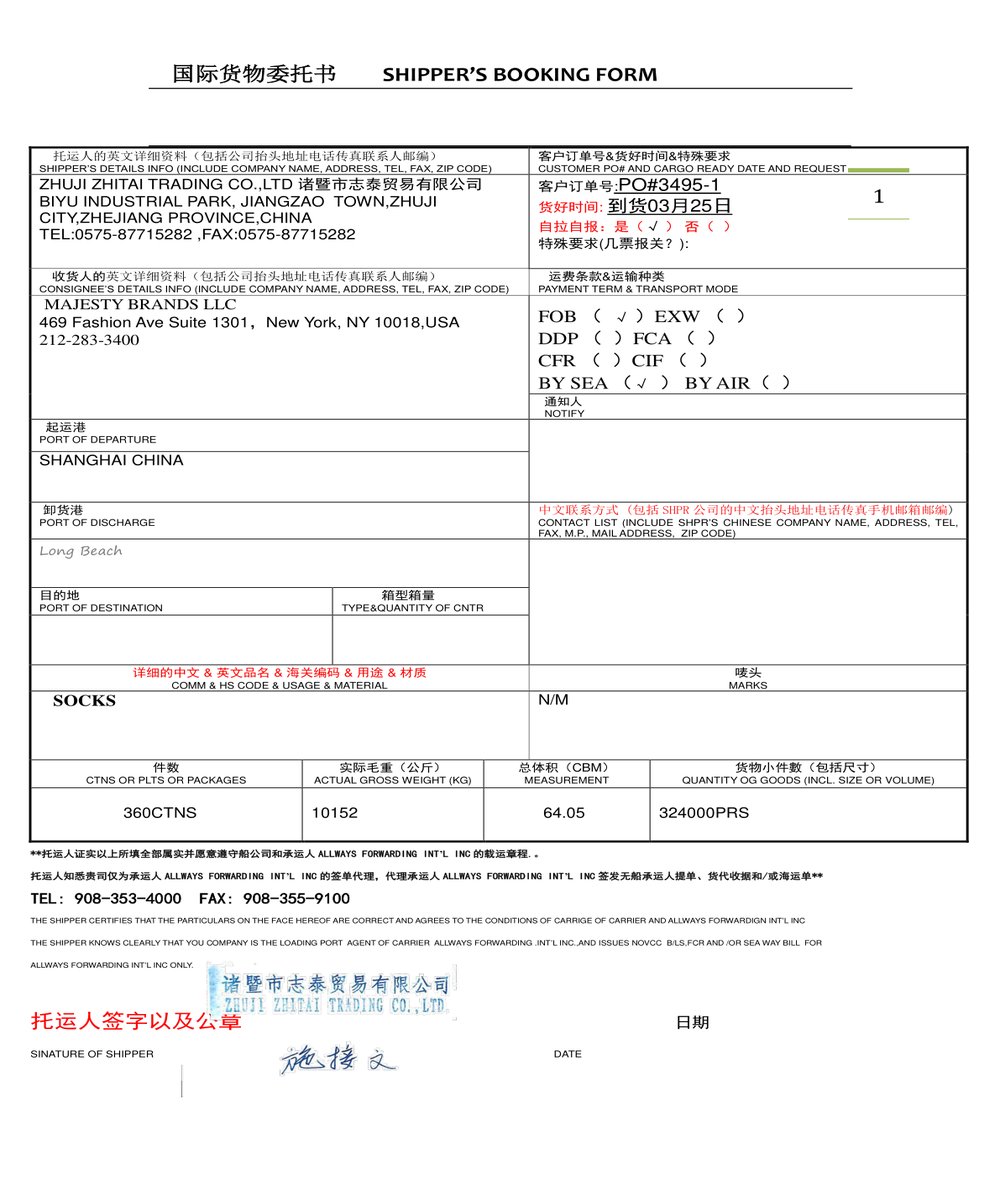 国际货物委托书 SHIPPER'S BOOKING FORM
托运人的英文详细资料（包括公司抬头地址电话传真联系人邮编）
SHIPPER'S DETAILS INFO (INCLUDE COMPANY NAME, ADDRESS, TEL, FAX, ZIP CODE)
客户订单号&货好时间&特殊要求
CUSTOMER PO# AND CARGO READY DATE AND REQUEST
ZHUJI ZHITAI TRADING CO.,LTD 诸暨市志泰贸易有限公司
BIYU INDUSTRIAL PARK, JIANGZAO TOWN,ZHUJI
CITY,ZHEJIANG PROVINCE,CHINA
TEL:0575-87715282 ,FAX:0575-87715282
客户订单号:PO#3495-1
货好时间: 到货03月25日
自拉自报：是（√ ） 否（ ）
特殊要求(几票报关？):
1
收货人的英文详细资料（包括公司抬头地址电话传真联系人邮编）
CONSIGNEE'S DETAILS INFO (INCLUDE COMPANY NAME, ADDRESS, TEL, FAX, ZIP CODE)
运费条款&运输种类
PAYMENT TERM & TRANSPORT MODE
MAJESTY BRANDS LLC
469 Fashion Ave Suite 1301，New York, NY 10018,USA
212-283-3400
FOB （ √ ）EXW （ ）
DDP （ ）FCA （ ）
CFR （ ）CIF （ ）
BY SEA （√ ） BY AIR（ ）
通知人
NOTIFY
起运港
PORT OF DEPARTURE
SHANGHAI CHINA
卸货港
PORT OF DISCHARGE
中文联系方式（包括 SHPR 公司的中文抬头地址电话传真手机邮箱邮编）
CONTACT LIST (INCLUDE SHPR'S CHINESE COMPANY NAME, ADDRESS, TEL,
FAX, M.P., MAIL ADDRESS, ZIP CODE)
Long Beach
目的地
PORT OF DESTINATION
箱型箱量
TYPE&QUANTITY OF CNTR
详细的中文 & 英文品名 & 海关编码 & 用途 & 材质
COMM & HS CODE & USAGE & MATERIAL
唛头
MARKS
SOCKS
N/M
件数
CTNS OR PLTS OR PACKAGES
实际毛重（公斤）
ACTUAL GROSS WEIGHT (KG)
总体积（CBM）
MEASUREMENT
货物小件數（包括尺寸）
QUANTITY OG GOODS (INCL. SIZE OR VOLUME)
360CTNS 10152 64.05 324000PRS
**托运人证实以上所填全部属实并愿意遵守船公司和承运人 ALLWAYS FORWARDING INT'L INC 的载运章程.。
托运人知悉贵司仅为承运人 ALLWAYS FORWARDING INT'L INC 的签单代理，代理承运人 ALLWAYS FORWARDING INT'L INC 签发无船承运人提单、货代收据和/或海运单**
TEL: 908-353-4000 FAX: 908-355-9100
THE SHIPPER CERTIFIES THAT THE PARTICULARS ON THE FACE HEREOF ARE CORRECT AND AGREES TO THE CONDITIONS OF CARRIGE OF CARRIER AND ALLWAYS FORWARDIGN INT'L INC
THE SHIPPER KNOWS CLEARLY THAT YOU COMPANY IS THE LOADING PORT AGENT OF CARRIER ALLWAYS FORWARDING .INT'L INC.,AND ISSUES NOVCC B/LS,FCR AND /OR SEA WAY BILL FOR
ALLWAYS FORWARDING INT'L INC ONLY.
诸暨市志泰贸易有限公司
ZHUJI ZHITAI TRADING CO.,LTD.
托运人签字以及公章
日期
SINATURE OF SHIPPER
施接文
DATE